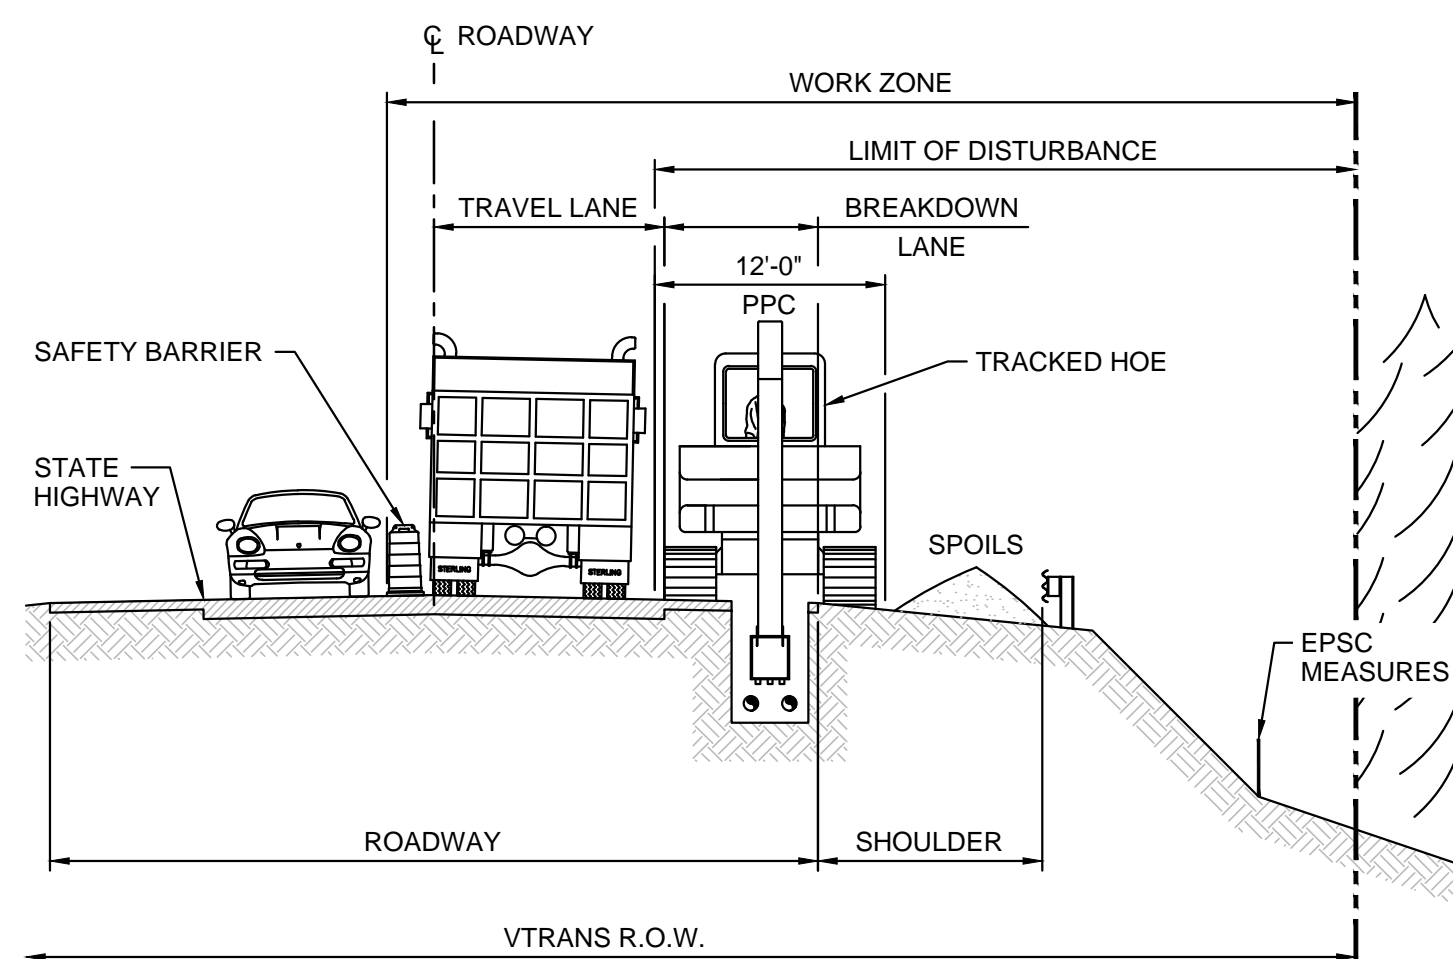 ℄ ROADWAY
WORK ZONE
LIMIT OF DISTURBANCE
TRAVEL LANE
BREAKDOWN
LANE
12'-0"
PPC
SAFETY BARRIER
TRACKED HOE
STATE
HIGHWAY
SPOILS
STERLING
STERLING
EPSC
MEASURES
ROADWAY
SHOULDER
VTRANS R.O.W.